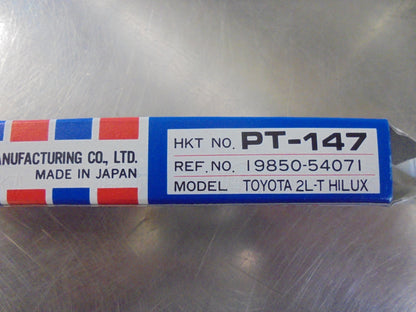 HKT NO. PT-147
ANUFACTURING CO., LTD.
REF. NO. 19850-54071
MADE IN JAPAN
MODEL TOYOTA 2L-T HILUX